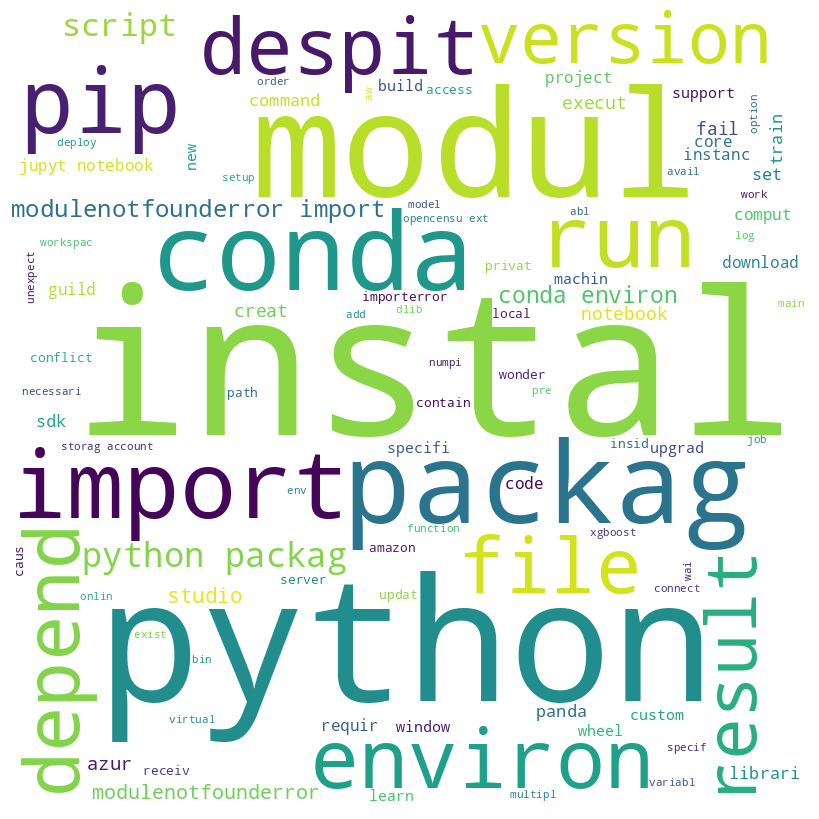 script
despit
version
pip
order
command
aw
build
access
project
execut
support
option
deploy
jupyt notebook
new
setup
modul
fail
core
instanc
train
avail
set
work
modulenotfounderror import
model
opencensu ext
abl
comput
log
workspac
unexpect
conda
run
privat
machin
download
guild
creat
importerror
add
dlib
conda environ
local
notebook
main
instal
conflict
necessari
path
numpi
wonder
pre
contain
sdk
storag account
specifi
insid
upgrad
job
import
env
packag
code
function
xgboost
caus
depend
python packag
amazon
server
file
wai
connect
result
onlin
studio
updat
exist
bin
python
virtual
requir
window
panda
custom
wheel
azur
receiv
environ
specif
librari
variabl
modulenotfounderror
learn
multipl